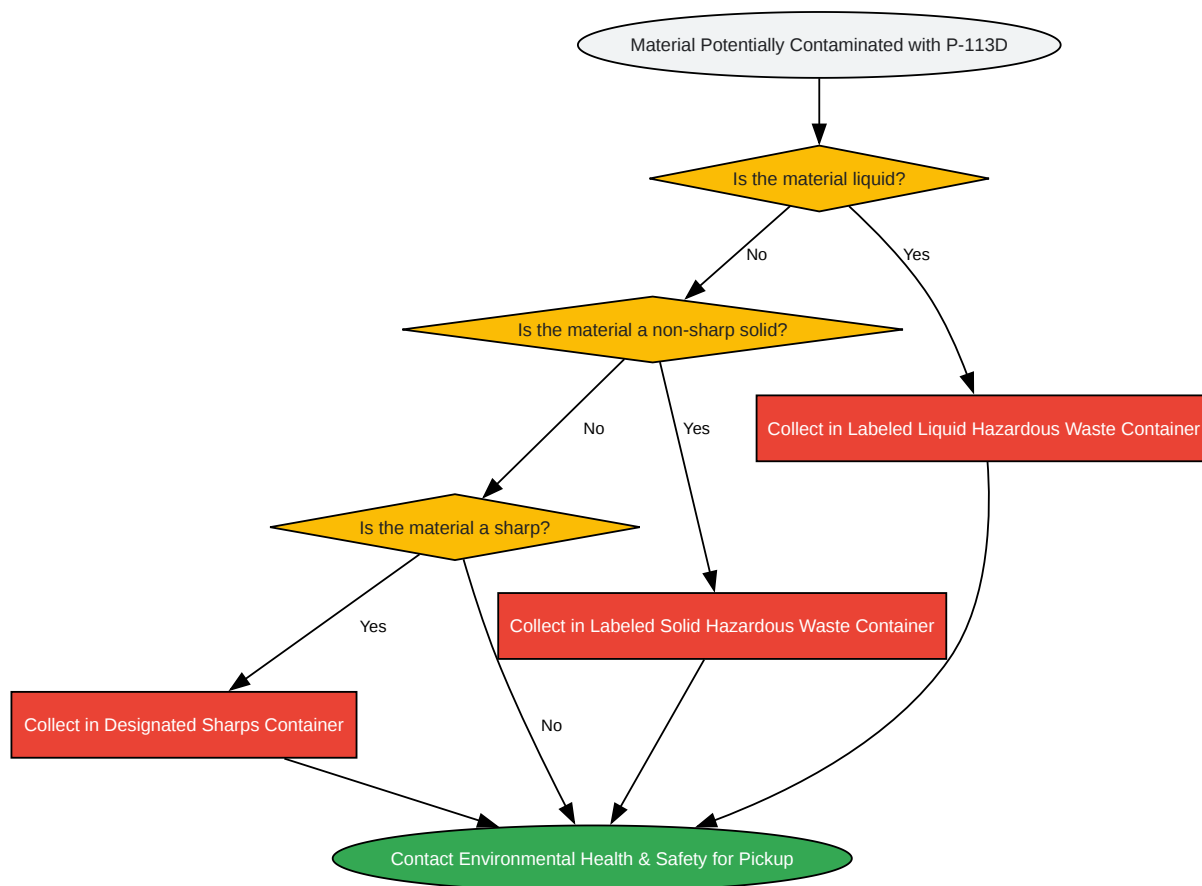 Material Potentially Contaminated with P-113D
Is the material liquid?
No
Yes
Is the material a non-sharp solid?
Collect in Labeled Liquid Hazardous Waste Container
No
Yes
Is the material a sharp?
Collect in Labeled Solid Hazardous Waste Container
Yes
Collect in Designated Sharps Container
No
Contact Environmental Health & Safety for Pickup